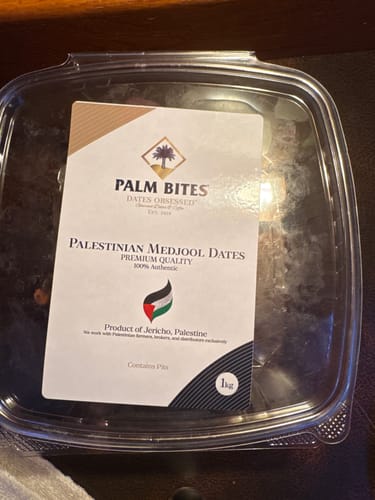 PALM BITES
DATES OBSESSED
EST. 2018
PALESTINIAN MEDJOOL DATES
PREMIUM QUALITY
100% Authentic
Product of Jericho, Palestine
We work with Palestinian farmers, brokers, and distributors exclusively
Contains Pits
1kg